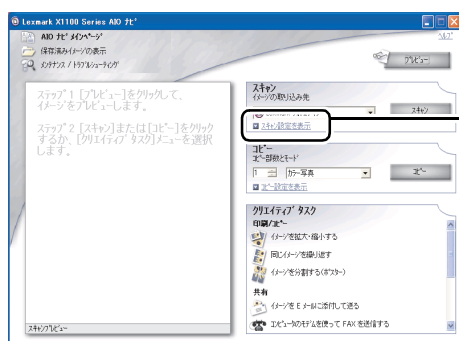 Lexmark X1100 Series AIO ﾅﾋﾞ
AIO ﾅﾋﾞ ﾒｲﾝﾍﾟｰｼﾞ
保存済みｲﾒｰｼﾞの表示
ﾒﾝﾃﾅﾝｽ / ﾄﾗﾌﾞﾙｼｭｰﾃｨﾝｸﾞ
ﾍﾙﾌﾟ
ﾌﾟﾚﾋﾞｭｰ
ステップ 1 [プレビュー] をクリックして、
イメージをプレビューします。
ステップ 2 [スキャン] または [コピー] をクリック
するか、[クリエイティブ タスク] メニューを選択
します。
スキャン
ｲﾒｰｼﾞの取り込み先
ｽｷｬﾝ
ｽｷｬﾝ設定を表示
コピー
ｺﾋﾟｰ部数とﾓｰﾄﾞ
1
ｶﾗｰ写真
ｺﾋﾟｰ
ｺﾋﾟｰ設定を表示
クリエイティブ タスク
印刷/ｺﾋﾟｰ
ｲﾒｰｼﾞを拡大・縮小する
同じｲﾒｰｼﾞを繰り返す
ｲﾒｰｼﾞを分割する(ﾎﾟｽﾀｰ)
共有
ｲﾒｰｼﾞを E ﾒｰﾙに添付して送る
ｺﾝﾋﾟｭｰﾀのﾓﾃﾞﾑを使って FAX を送信する
ｽｷｬﾝﾌﾟﾚﾋﾞｭｰ